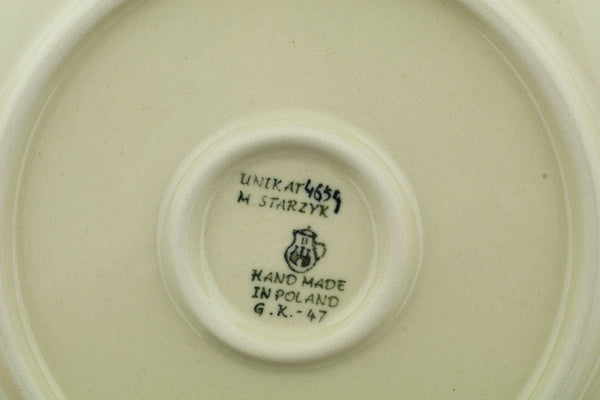 UNIKAT 4659
M. STARZYK
HAND MADE
IN POLAND
G.K.-47